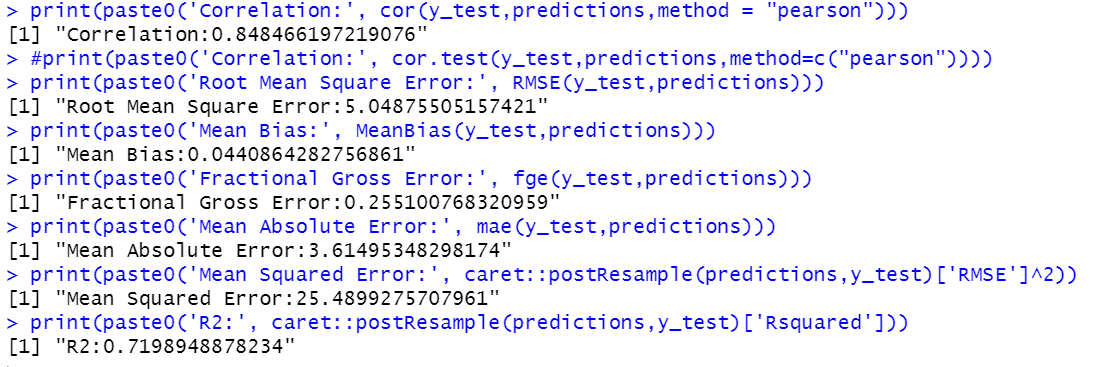 > print(paste0('Correlation:', cor(y_test,predictions,method = "pearson")))
[1] "Correlation:0.848466197219076"
> #print(paste0('Correlation:', cor.test(y_test,predictions,method=c("pearson"))))
> print(paste0('Root Mean Square Error:', RMSE(y_test,predictions)))
[1] "Root Mean Square Error:5.04875505157421"
> print(paste0('Mean Bias:', MeanBias(y_test,predictions)))
[1] "Mean Bias:0.0440864282756861"
> print(paste0('Fractional Gross Error:', fge(y_test,predictions)))
[1] "Fractional Gross Error:0.255100768320959"
> print(paste0('Mean Absolute Error:', mae(y_test,predictions)))
[1] "Mean Absolute Error:3.61495348298174"
> print(paste0('Mean Squared Error:', caret::postResample(predictions,y_test)['RMSE']^2))
[1] "Mean Squared Error:25.4899275707961"
> print(paste0('R2:', caret::postResample(predictions,y_test)['Rsquared']))
[1] "R2:0.7198948878234"